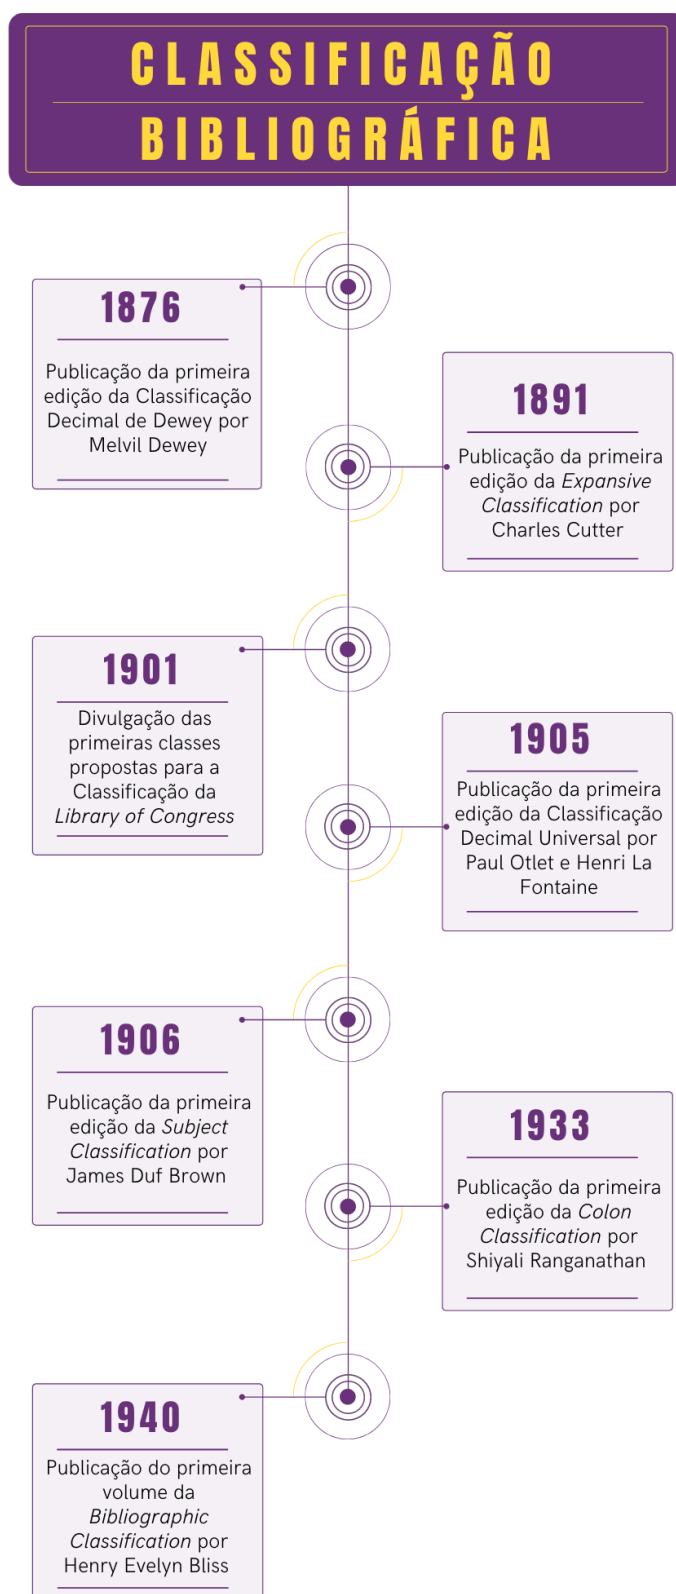 CLASSIFICAÇÃO
BIBLIOGRÁFICA
1876
Publicação da primeira
edição da Classificação
Decimal de Dewey por
Melvil Dewey
1891
Publicação da primeira
edição da Expansive
Classification por
Charles Cutter
1901
Divulgação das
primeiras classes
propostas para a
Classificação da
Library of Congress
1905
Publicação da primeira
edição da Classificação
Decimal Universal por
Paul Otlet e Henri La
Fontaine
1906
Publicação da primeira
edição da Subject
Classification por
James Duf Brown
1933
Publicação da primeira
edição da Colon
Classification por
Shiyali Ranganathan
1940
Publicação do primeira
volume da
Bibliographic
Classification por
Henry Evelyn Bliss